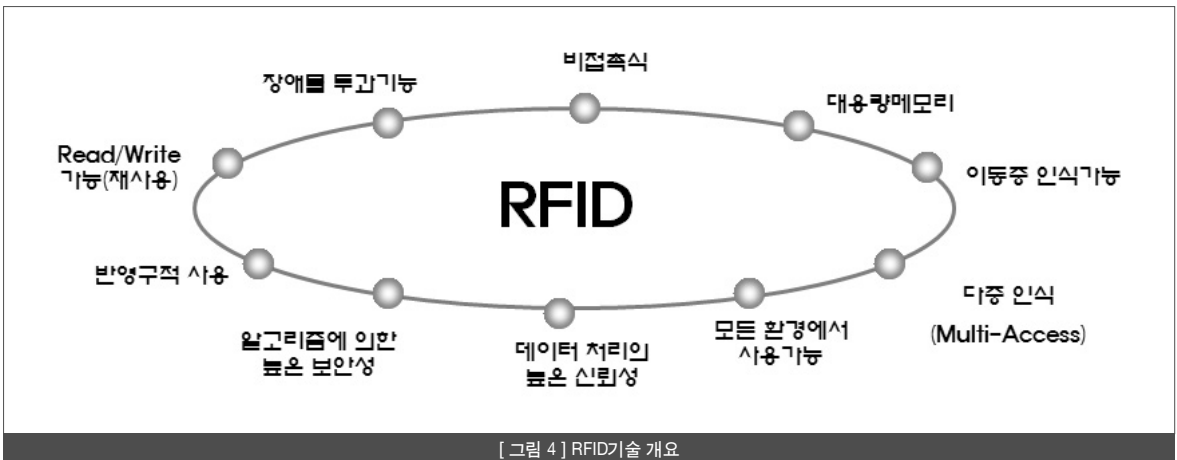 비접촉식
장애물 투과기능
대용량메모리
Read/Write
가능(재사용)
이동중 인식가능
RFID
반영구적 사용
다중 인식
(Multi-Access)
알고리즘에 의한
높은 보안성
데이터 처리의
높은 신뢰성
모든 환경에서
사용가능
[ 그림 4 ] RFID기술 개요